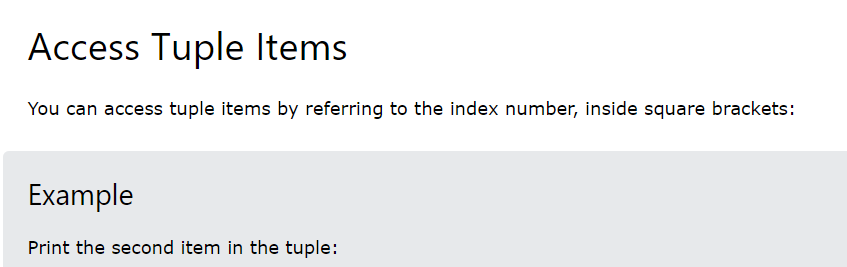 Access Tuple Items
You can access tuple items by referring to the index number, inside square brackets:
Example
Print the second item in the tuple: